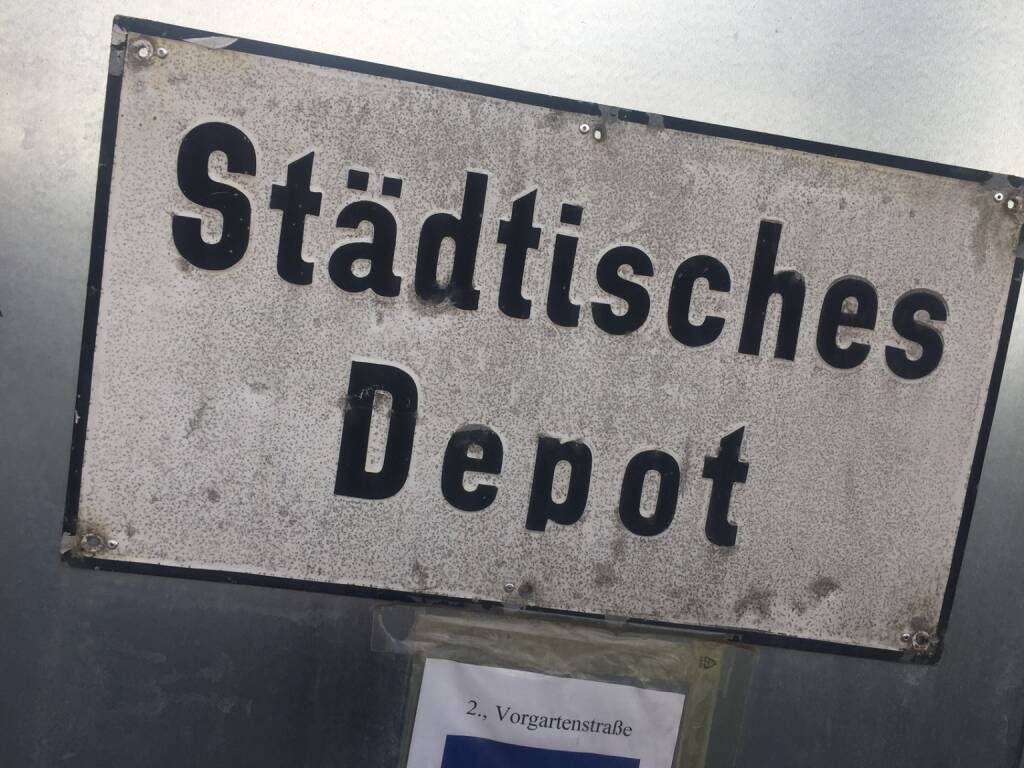 Städtisches
Depot
2., Vorgartenstraße